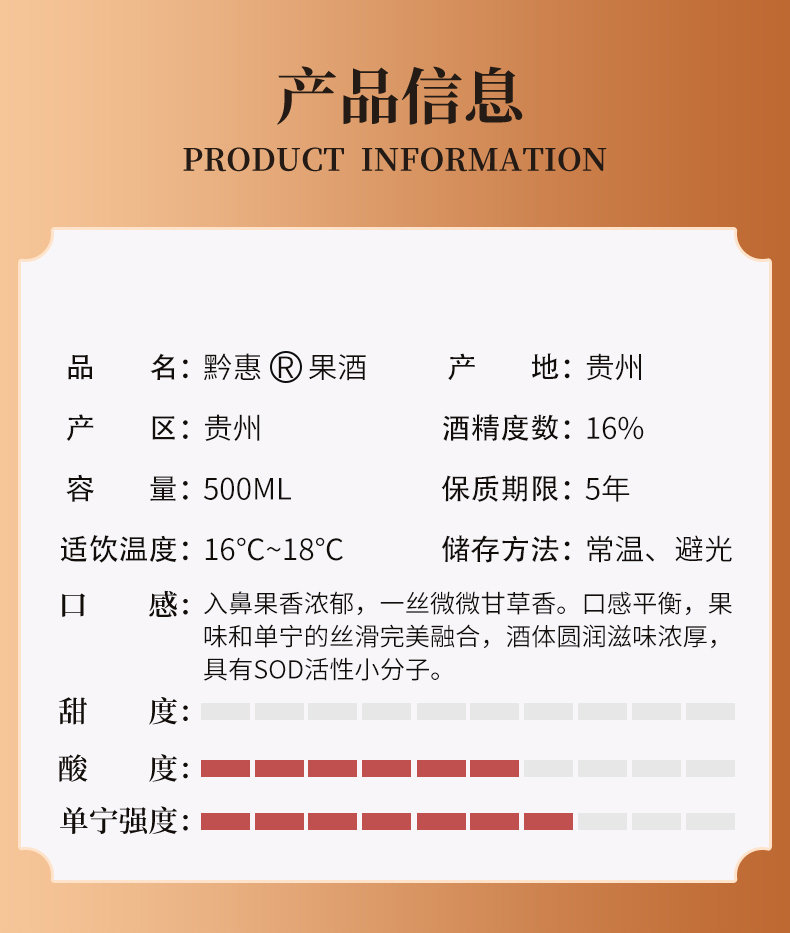 产品信息
PRODUCT INFORMATION
品名：黔惠®果酒 产地：贵州
产区：贵州 酒精度数：16%
容量：500ML 保质期限：5年
适饮温度：16℃~18℃ 储存方法：常温、避光
口感：入鼻果香浓郁，一丝微微甘草香。口感平衡，果
味和单宁的丝滑完美融合，酒体圆润滋味浓厚，
具有SOD活性小分子。
甜度：
酸度：
单宁强度：